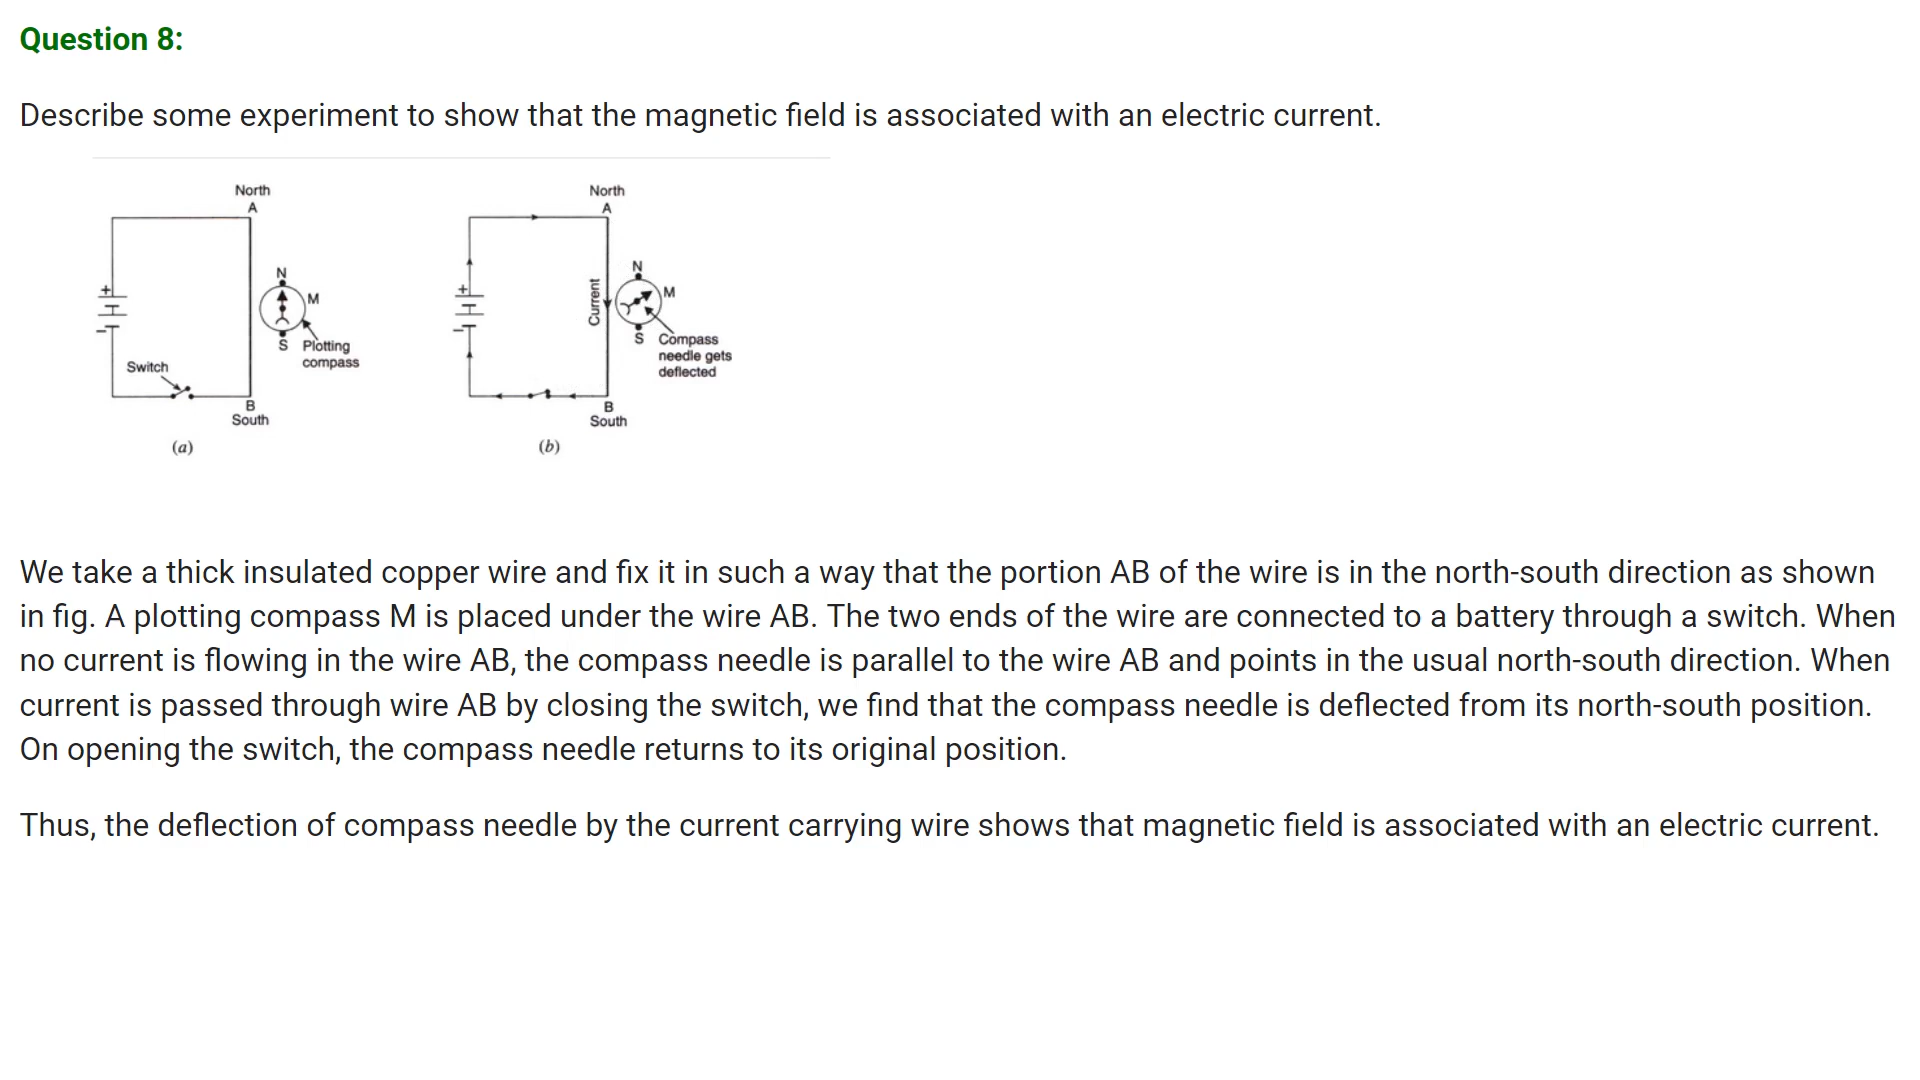 Question 8:
Describe some experiment to show that the magnetic field is associated with an electric current.
North
A
N
M
S
Plotting
compass
+
−
Switch
B
South
(a)
North
A
N
M
Current
S
Compass
needle gets
deflected
+
−
B
South
(b)
We take a thick insulated copper wire and fix it in such a way that the portion AB of the wire is in the north-south direction as shown
in fig. A plotting compass M is placed under the wire AB. The two ends of the wire are connected to a battery through a switch. When
no current is flowing in the wire AB, the compass needle is parallel to the wire AB and points in the usual north-south direction. When
current is passed through wire AB by closing the switch, we find that the compass needle is deflected from its north-south position.
On opening the switch, the compass needle returns to its original position.
Thus, the deflection of compass needle by the current carrying wire shows that magnetic field is associated with an electric current.